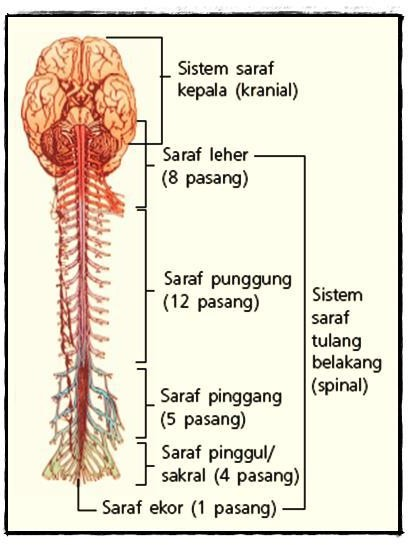 Sistem saraf
kepala (kranial)
Saraf leher
(8 pasang)
Saraf punggung
(12 pasang)
Sistem
saraf
tulang
belakang
(spinal)
Saraf pinggang
(5 pasang)
Saraf pinggul/
sakral (4 pasang)
Saraf ekor (1 pasang)